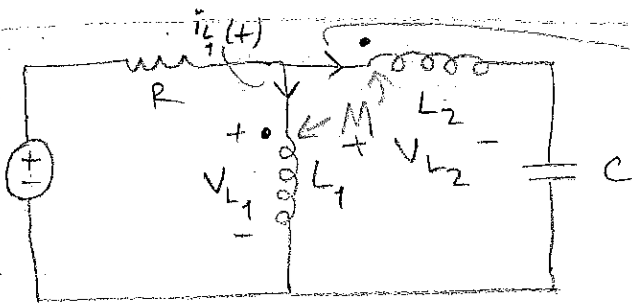 i_L1 (t)
R
L2
+ M
+ V_L2 -
V_L1 L1
-
C
+
-